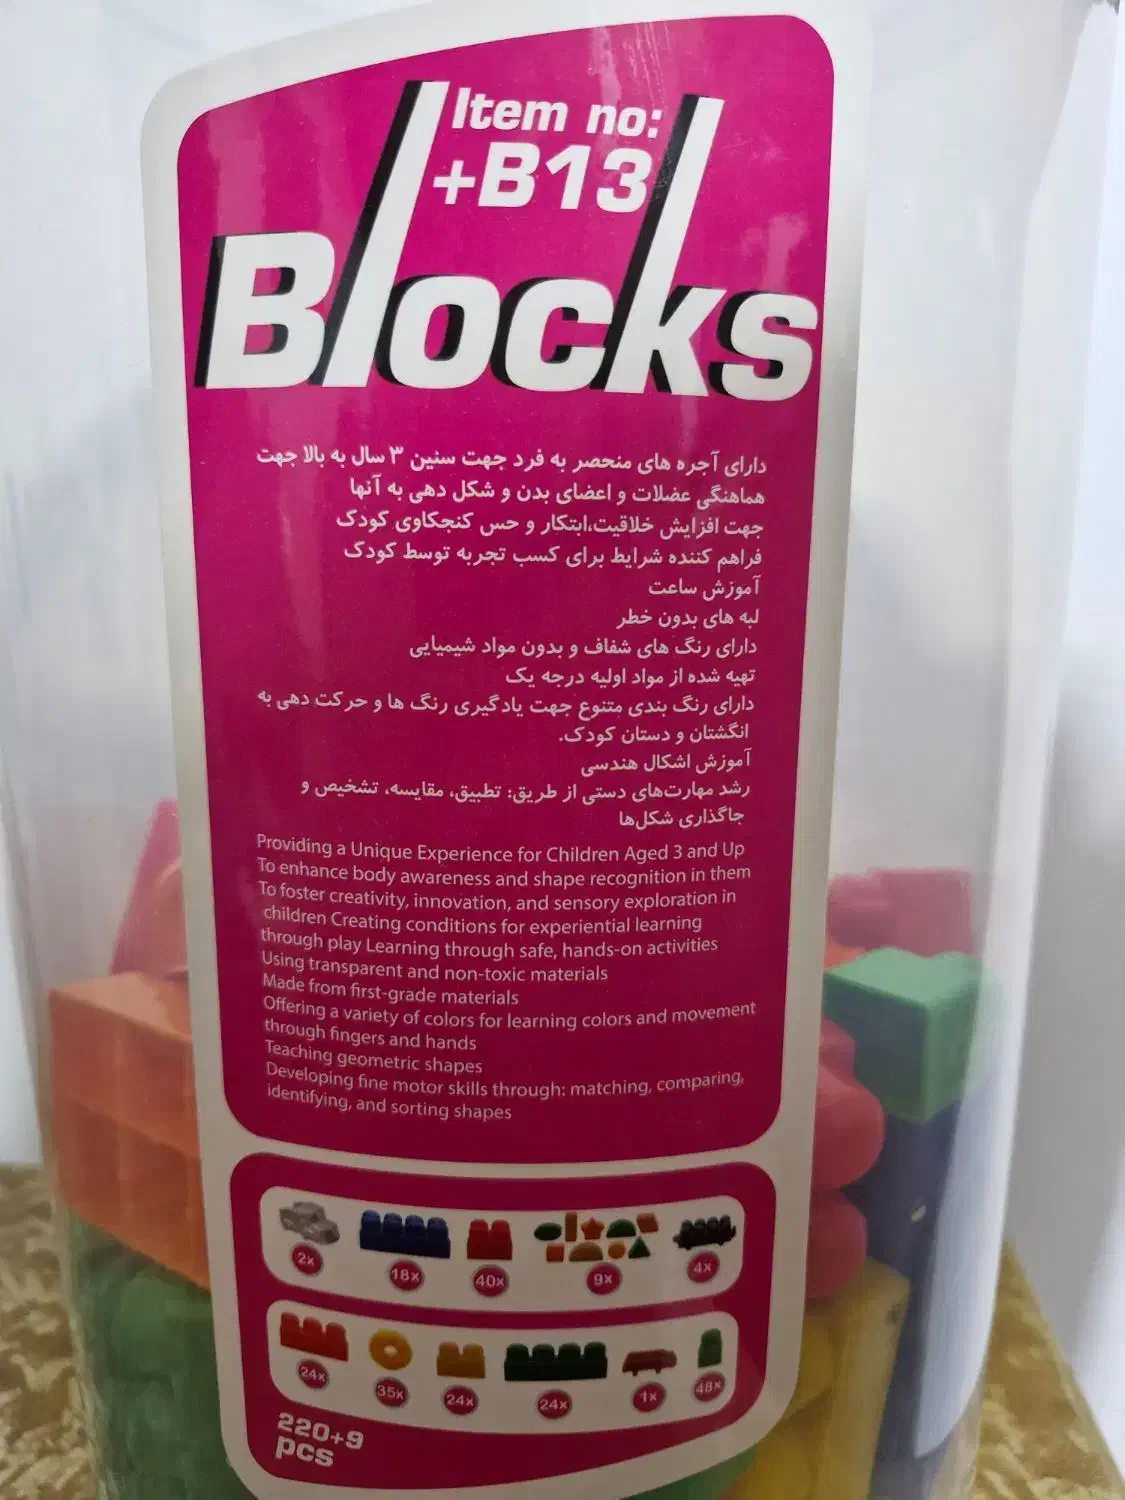 Item no:
+B13
Blocks
دارای آجره های منحصر به فرد جهت سنین ۳ سال به بالا جهت
هماهنگی عضلات و اعضای بدن و شکل دهی به آنها
جهت افزایش خلاقیت،ابتکار و حس کنجکاوی کودک
فراهم کننده شرایط برای کسب تجربه توسط کودک
آموزش ساعت
لبه های بدون خطر
دارای رنگ های شفاف و بدون مواد شیمیایی
تهیه شده از مواد اولیه درجه یک
دارای رنگ بندی متنوع جهت یادگیری رنگ ها و حرکت دهی به
انگشتان و دستان کودک.
آموزش اشکال هندسی
رشد مهارت‌های دستی از طریق: تطبیق، مقایسه، تشخیص و
جاگذاری شکل‌ها
Providing a Unique Experience for Children Aged 3 and Up
To enhance body awareness and shape recognition in them
To foster creativity, innovation, and sensory exploration in
children Creating conditions for experiential learning
through play Learning through safe, hands-on activities
Using transparent and non-toxic materials
Made from first-grade materials
Offering a variety of colors for learning colors and movement
through fingers and hands
Teaching geometric shapes
Developing fine motor skills through: matching, comparing,
identifying, and sorting shapes
2x 18x 40x 9x 4x
24x 35x 24x 24x 1x 48x
220+9
pcs